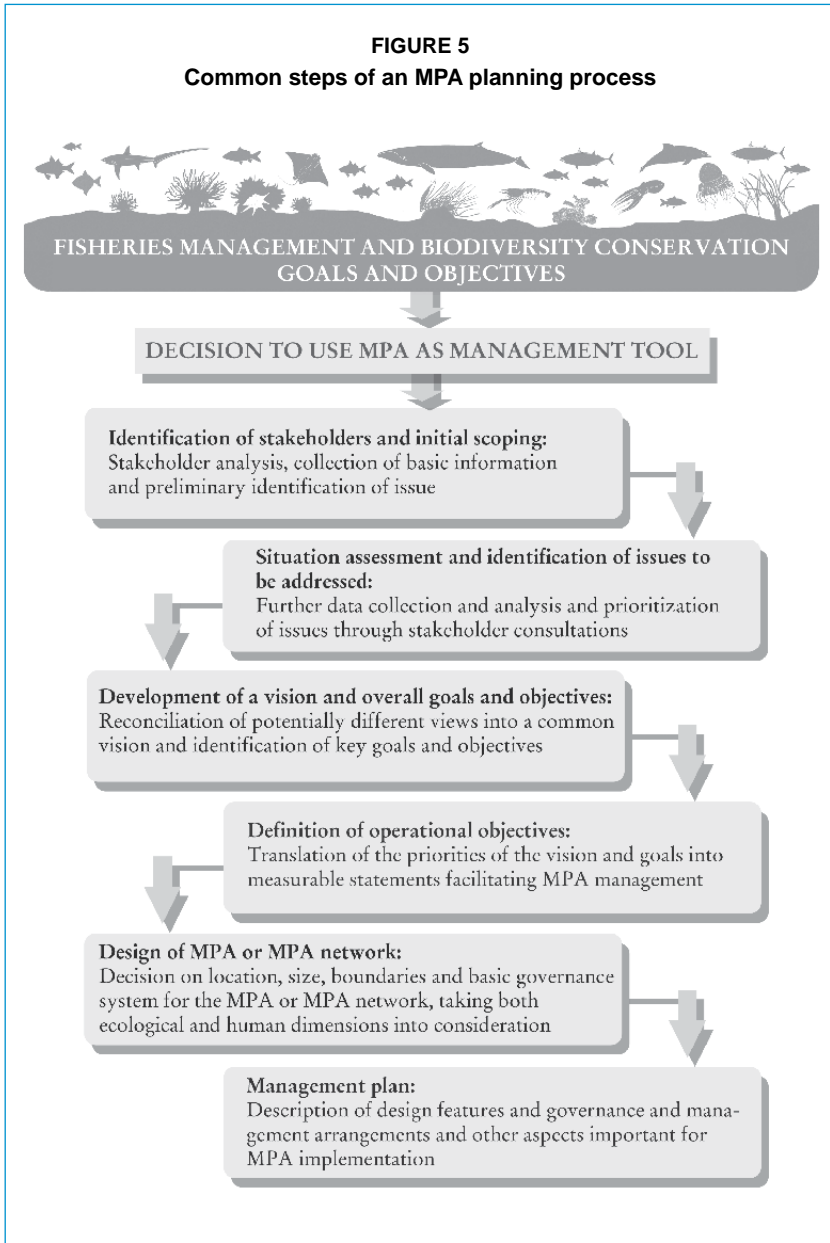 FIGURE 5
Common steps of an MPA planning process
FISHERIES MANAGEMENT AND BIODIVERSITY CONSERVATION
GOALS AND OBJECTIVES
DECISION TO USE MPA AS MANAGEMENT TOOL
Identification of stakeholders and initial scoping:
Stakeholder analysis, collection of basic information
and preliminary identification of issue
Situation assessment and identification of issues to
be addressed:
Further data collection and analysis and prioritization
of issues through stakeholder consultations
Development of a vision and overall goals and objectives:
Reconciliation of potentially different views into a common
vision and identification of key goals and objectives
Definition of operational objectives:
Translation of the priorities of the vision and goals into
measurable statements facilitating MPA management
Design of MPA or MPA network:
Decision on location, size, boundaries and basic governance
system for the MPA or MPA network, taking both
ecological and human dimensions into consideration
Management plan:
Description of design features and governance and mana-
gement arrangements and other aspects important for
MPA implementation